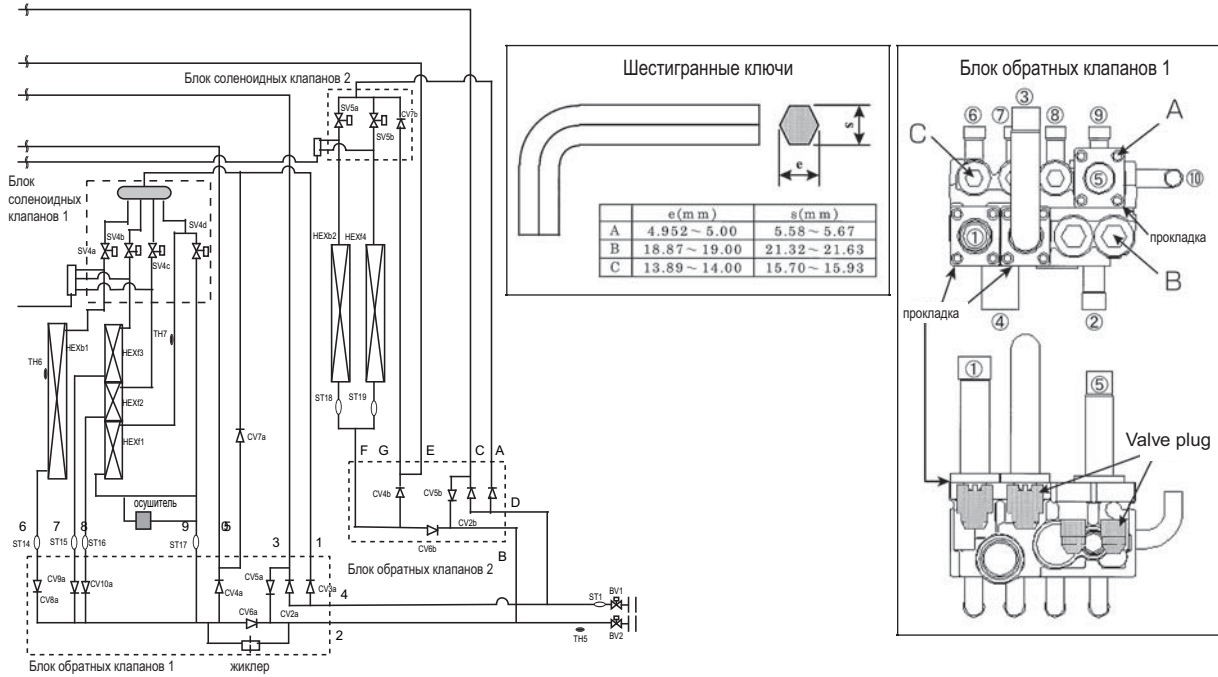 Блок соленоидных клапанов 2
SV5a
CV7b
SV5b
Блок
соленоидных
клапанов 1
SV4d
SV4b
SV4a
SV4c
HEXb2
HEXf4
HEXb1
TH6
TH7
HEXf3
HEXf2
HEXf1
ST18
ST19
CV7a
F
G
E
C
A
D
CV4b
CV5b
CV2b
CV6b
B
Блок обратных клапанов 2
осушитель
6
7
8
9
5
3
1
ST14
ST15
ST16
ST17
CV9a
CV8a
CV10a
CV4a
CV5a
CV3a
CV2a
CV6a
4
2
ST1
BV1
BV2
TH5
Блок обратных клапанов 1
жиклер
Шестигранные ключи
s
e
e(mm) s(mm)
A 4.952～5.00 5.58～5.67
B 18.87～19.00 21.32～21.63
C 13.89～14.00 15.70～15.93
Блок обратных клапанов 1
③
⑥
⑦
⑧
⑨
A
C
⑤
⑩
①
прокладка
B
прокладка
④
②
①
⑤
Valve plug